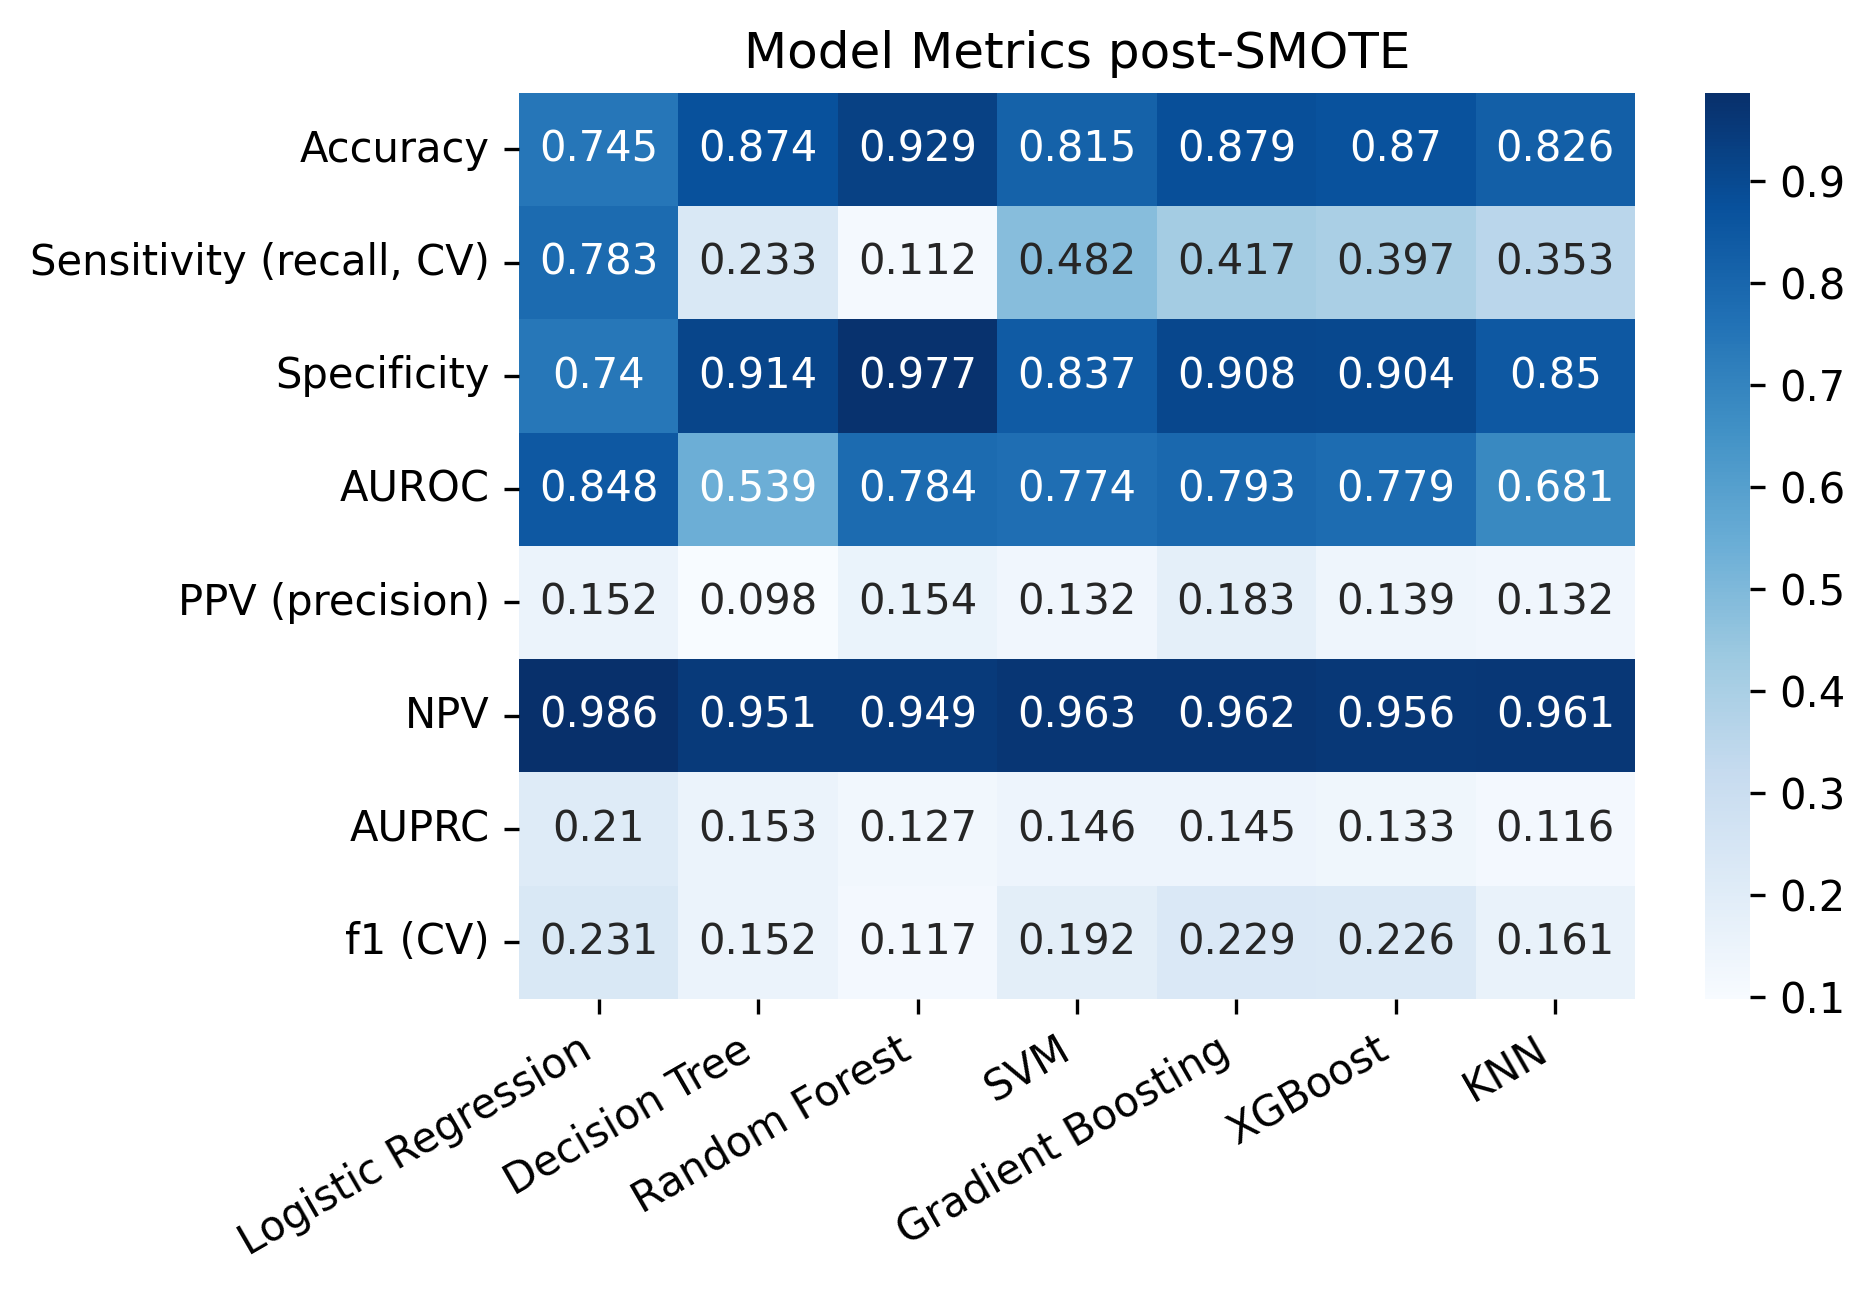 Model Metrics post-SMOTE
Accuracy 0.745 0.874 0.929 0.815 0.879 0.87 0.826
Sensitivity (recall, CV) 0.783 0.233 0.112 0.482 0.417 0.397 0.353
Specificity 0.74 0.914 0.977 0.837 0.908 0.904 0.85
AUROC 0.848 0.539 0.784 0.774 0.793 0.779 0.681
PPV (precision) 0.152 0.098 0.154 0.132 0.183 0.139 0.132
NPV 0.986 0.951 0.949 0.963 0.962 0.956 0.961
AUPRC 0.21 0.153 0.127 0.146 0.145 0.133 0.116
f1 (CV) 0.231 0.152 0.117 0.192 0.229 0.226 0.161
Logistic Regression
Decision Tree
Random Forest
SVM
Gradient Boosting
XGBoost
KNN
0.9
0.8
0.7
0.6
0.5
0.4
0.3
0.2
0.1